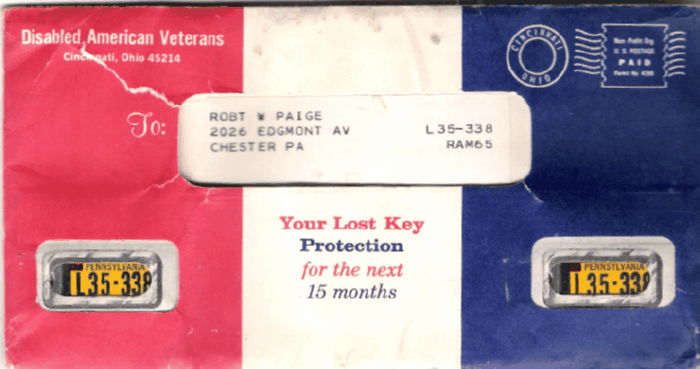 Disabled American Veterans
Cincinnati, Ohio 45214
CINCINNATI
OHIO
Non-Profit Org
U. S. POSTAGE
PAID
To:
ROBT W PAIGE
2026 EDGMONT AV L35-338
CHESTER PA RAM65
Your Lost Key
Protection
for the next
15 months
PENNSYLVANIA
L35-338
PENNSYLVANIA
L35-338